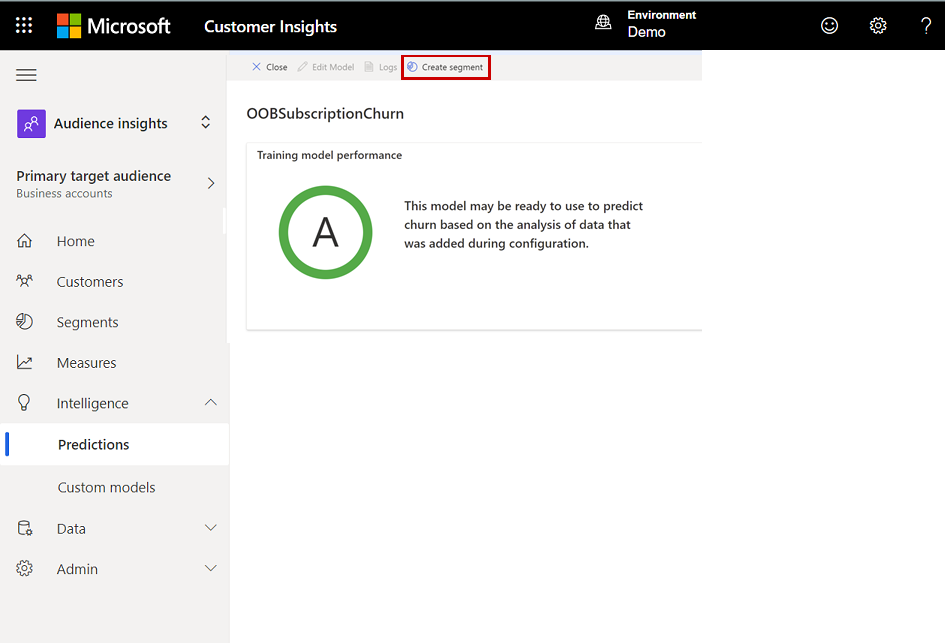 Microsoft
Customer Insights
Environment
Demo
?
Close
Edit Model
Logs
Create segment
Audience insights
Primary target audience
Business accounts
Home
Customers
Segments
Measures
Intelligence
Predictions
Custom models
Data
Admin
OOBSubscriptionChurn
Training model performance
A
This model may be ready to use to predict
churn based on the analysis of data that
was added during configuration.